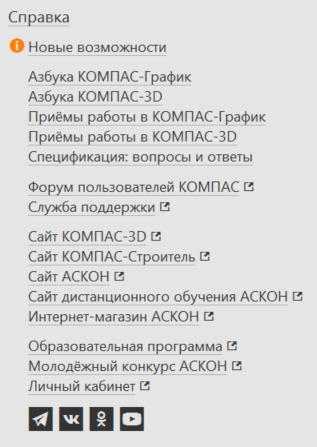 Справка
Новые возможности
Азбука КОМПАС-График
Азбука КОМПАС-3D
Приёмы работы в КОМПАС-График
Приёмы работы в КОМПАС-3D
Спецификация: вопросы и ответы
Форум пользователей КОМПАС
Служба поддержки
Сайт КОМПАС-3D
Сайт КОМПАС-Строитель
Сайт АСКОН
Сайт дистанционного обучения АСКОН
Интернет-магазин АСКОН
Образовательная программа
Молодёжный конкурс АСКОН
Личный кабинет